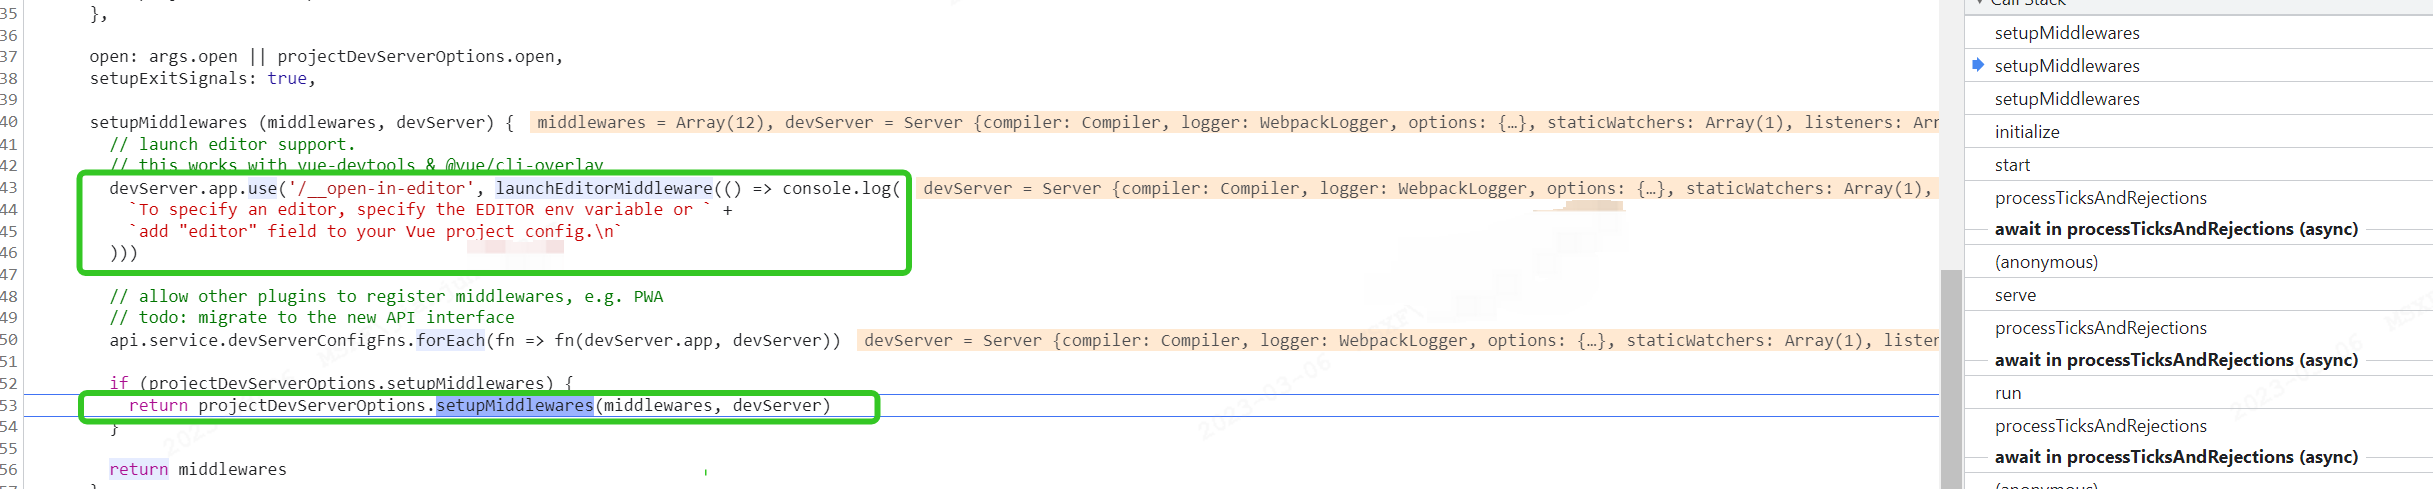 35 },
36
37 open: args.open || projectDevServerOptions.open,
38 setupExitSignals: true,
39
40 setupMiddlewares (middlewares, devServer) { middlewares = Array(12), devServer = Server {compiler: Compiler, logger: WebpackLogger, options: {…}, staticWatchers: Array(1), listeners: Arr
41 // launch editor support.
42 // this works with vue-devtools & @vue/cli-overlay
43 devServer.app.use('/__open-in-editor', launchEditorMiddleware(() => console.log( devServer = Server {compiler: Compiler, logger: WebpackLogger, options: {…}, staticWatchers: Array(1),
44 `To specify an editor, specify the EDITOR env variable or ` +
45 `add "editor" field to your Vue project config.\n`
46 )))
47
48 // allow other plugins to register middlewares, e.g. PWA
49 // todo: migrate to the new API interface
50 api.service.devServerConfigFns.forEach(fn => fn(devServer.app, devServer)) devServer = Server {compiler: Compiler, logger: WebpackLogger, options: {…}, staticWatchers: Array(1), listen
51
52 if (projectDevServerOptions.setupMiddlewares) {
53 return projectDevServerOptions.setupMiddlewares(middlewares, devServer)
54 }
55
56 return middlewares
57 }
Call Stack
setupMiddlewares
setupMiddlewares
setupMiddlewares
initialize
start
processTicksAndRejections
await in processTicksAndRejections (async)
(anonymous)
serve
processTicksAndRejections
await in processTicksAndRejections (async)
run
processTicksAndRejections
await in processTicksAndRejections (async)
(anonymous)
2023-03-06